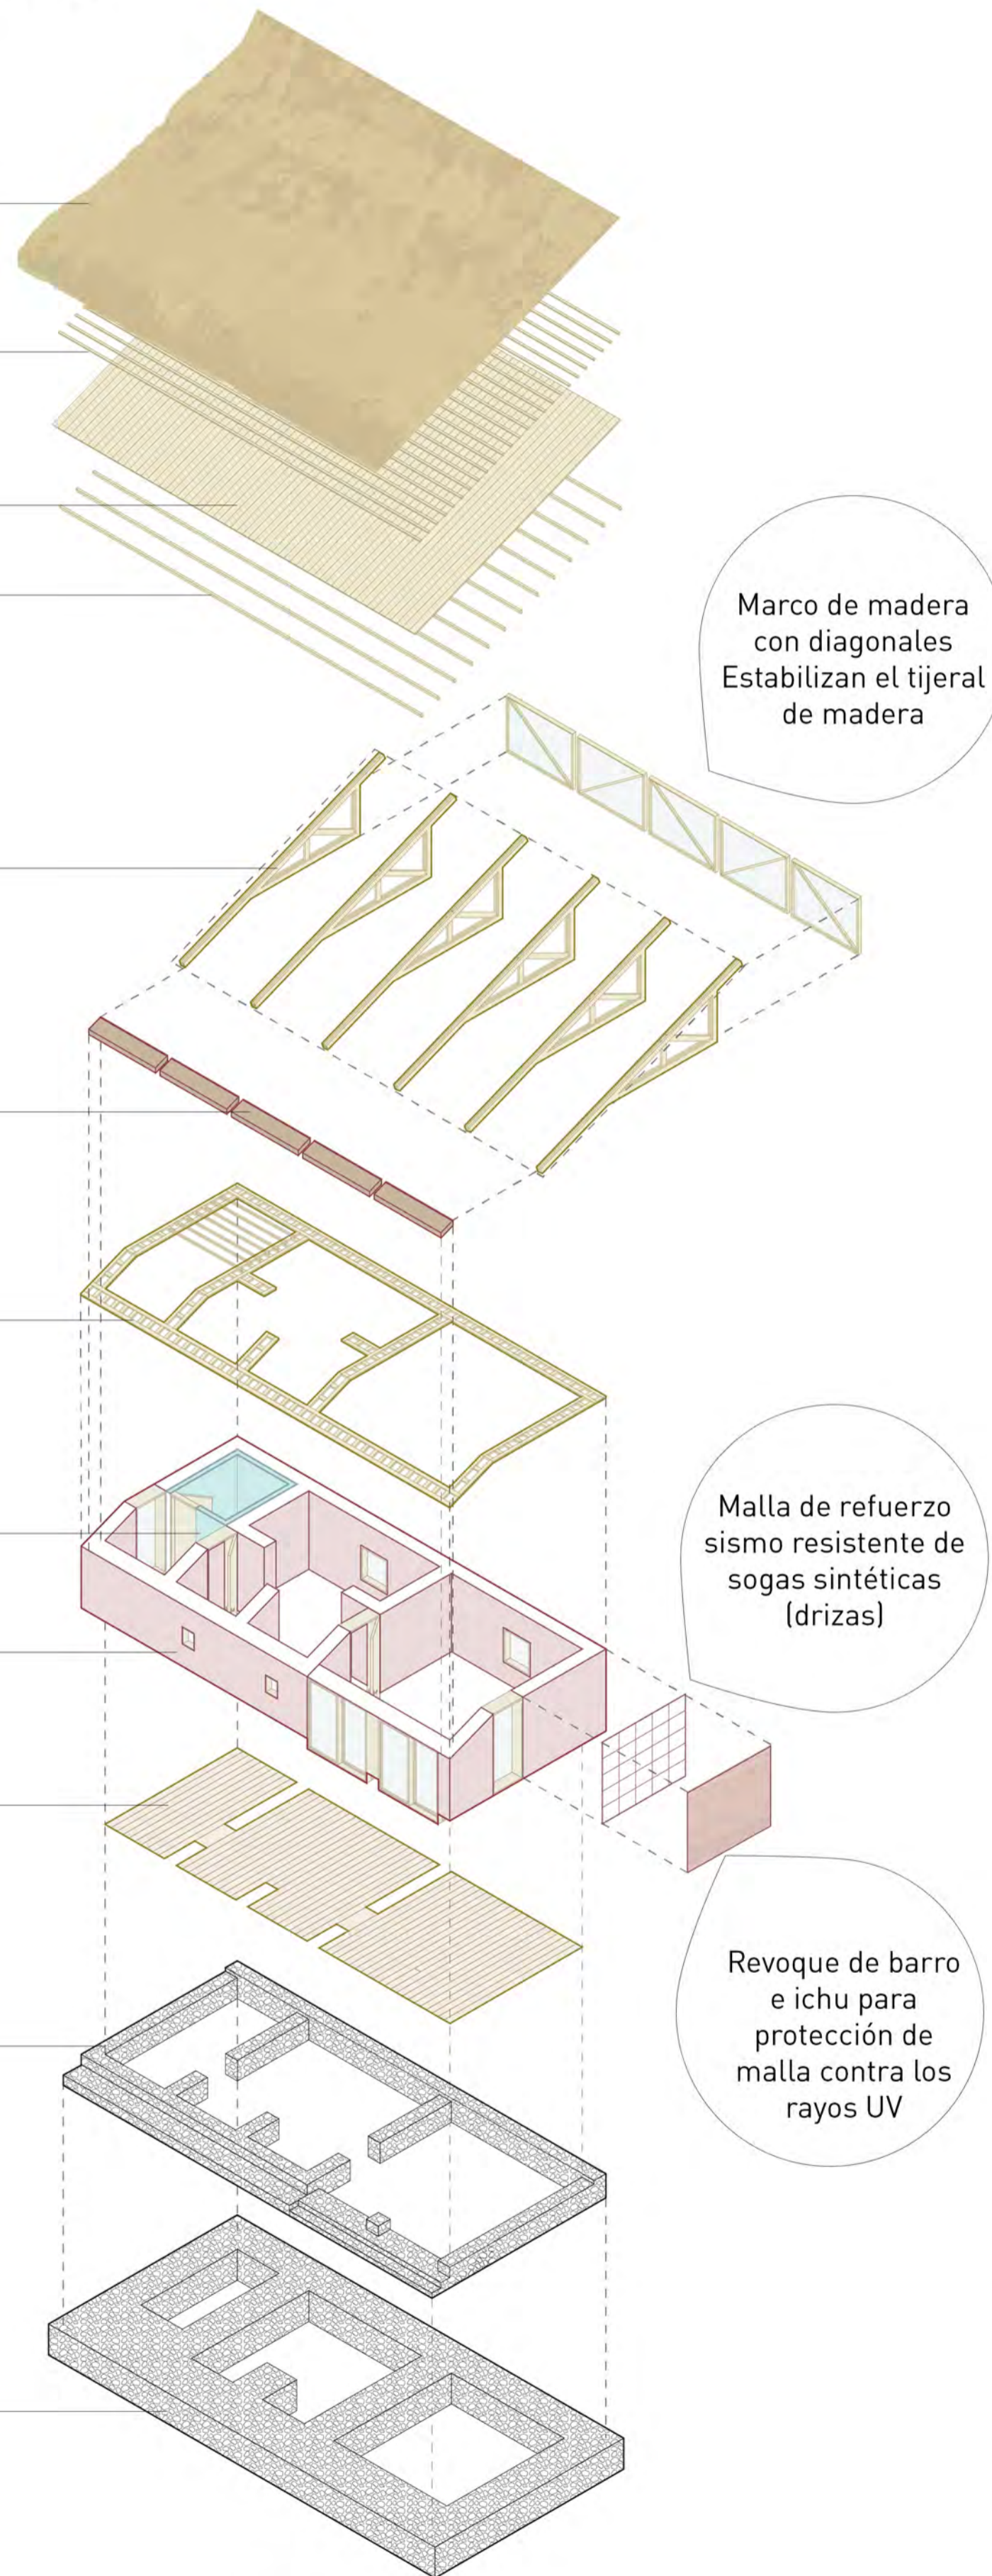 Marco de madera
con diagonales
Estabilizan el tijeral
de madera
Malla de refuerzo
sismo resistente de
sogas sintéticas
(drizas)
Revoque de barro
e ichu para
protección de
malla contra los
rayos UV